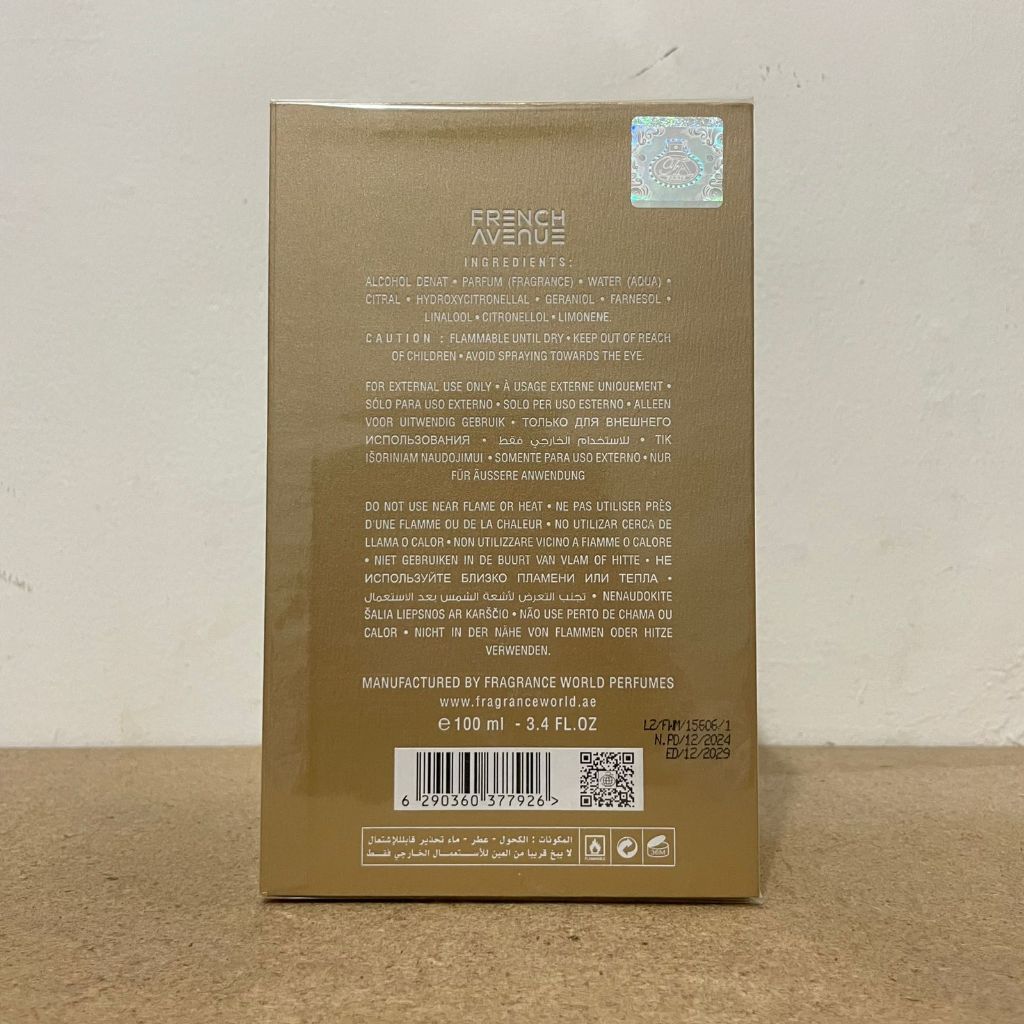 FRENCH
AVENUE
INGREDIENTS:
ALCOHOL DENAT • PARFUM (FRAGRANCE) • WATER (AQUA) •
CITRAL • HYDROXYCITRONELLAL • GERANIOL • FARNESOL •
LINALOOL • CITRONELLOL • LIMONENE.
CAUTION : FLAMMABLE UNTIL DRY • KEEP OUT OF REACH
OF CHILDREN • AVOID SPRAYING TOWARDS THE EYE.
FOR EXTERNAL USE ONLY • À USAGE EXTERNE UNIQUEMENT •
SÓLO PARA USO EXTERNO • SOLO PER USO ESTERNO • ALLEEN
VOOR UITWENDIG GEBRUIK • ТОЛЬКО ДЛЯ ВНЕШНЕГО
ИСПОЛЬЗОВАНИЯ • للاستخدام الخارجي فقط • TIK
IŠORINIAM NAUDOJIMUI • SOMENTE PARA USO EXTERNO • NUR
FÜR ÄUSSERE ANWENDUNG
DO NOT USE NEAR FLAME OR HEAT • NE PAS UTILISER PRÈS
D'UNE FLAMME OU DE LA CHALEUR • NO UTILIZAR CERCA DE
LLAMA O CALOR • NON UTILIZZARE VICINO A FIAMME O CALORE
• NIET GEBRUIKEN IN DE BUURT VAN VLAM OF HITTE • НЕ
ИСПОЛЬЗУЙТЕ БЛИЗКО ПЛАМЕНИ ИЛИ ТЕПЛА •
تجنب التعرض لأشعة الشمس بعد الاستعمال • NENAUDOKITE
ŠALIA LIEPSNOS AR KARŠČIO • NÃO USE PERTO DE CHAMA OU
CALOR • NICHT IN DER NÄHE VON FLAMMEN ODER HITZE
VERWENDEN.
MANUFACTURED BY FRAGRANCE WORLD PERFUMES
www.fragranceworld.ae
℮ 100 ml - 3.4 FL.OZ
L2/FWM/15606/1
N.PD/12/2024
ED/12/2029
6 290360 377926 >
المكونات : الكحول - عطر - ماء تحذير قابلللإشتعال
لا يبخ قريبا من العين للأستعمال الخارجي فقط
FLAMMABLE
36M